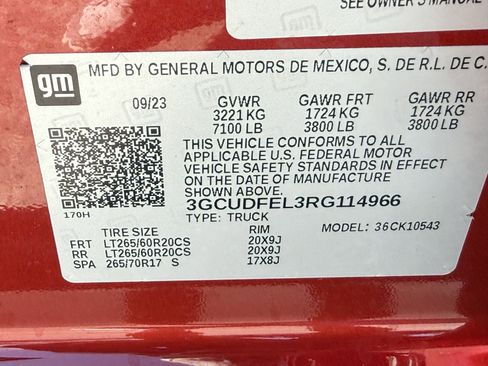 SEE OWNER'S MANUAL
gm
MFD BY GENERAL MOTORS DE MEXICO, S. DE R.L. DE C.
09/23 GVWR GAWR FRT GAWR RR
3221 KG 1724 KG 1724 KG
7100 LB 3800 LB 3800 LB
THIS VEHICLE CONFORMS TO ALL
APPLICABLE U.S. FEDERAL MOTOR
VEHICLE SAFETY STANDARDS IN EFFECT
ON THE DATE OF MANUFACTURE
SHOWN ABOVE.
170H
3GCUDFEL3RG114966
TYPE: TRUCK MODEL: 36CK10543
TIRE SIZE RIM
FRT LT265/60R20CS 20X9J
RR LT265/60R20CS 20X9J
SPA 265/70R17 S 17X8J